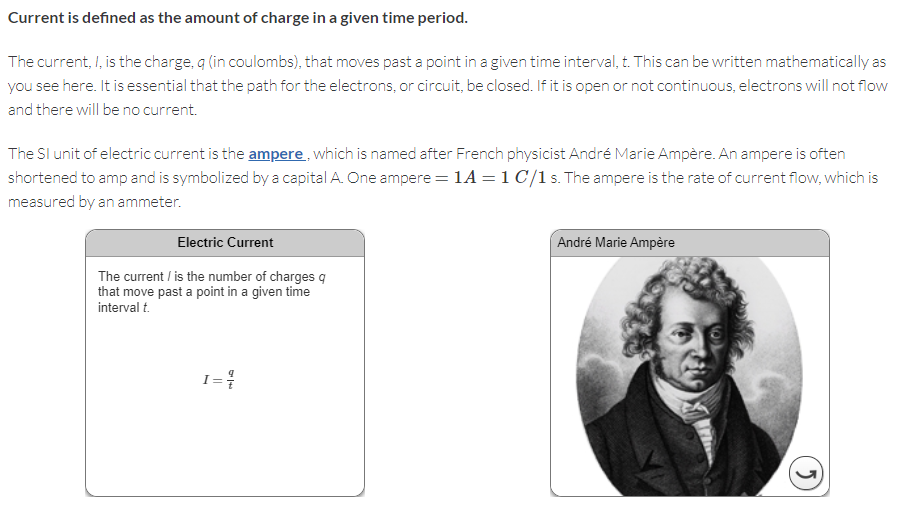 Current is defined as the amount of charge in a given time period.
The current, I, is the charge, q (in coulombs), that moves past a point in a given time interval, t. This can be written mathematically as
you see here. It is essential that the path for the electrons, or circuit, be closed. If it is open or not continuous, electrons will not flow
and there will be no current.
The SI unit of electric current is the ampere , which is named after French physicist André Marie Ampère. An ampere is often
shortened to amp and is symbolized by a capital A. One ampere = 1A = 1 C/1 s. The ampere is the rate of current flow, which is
measured by an ammeter.
Electric Current
The current I is the number of charges q
that move past a point in a given time
interval t.
I = q/t
André Marie Ampère